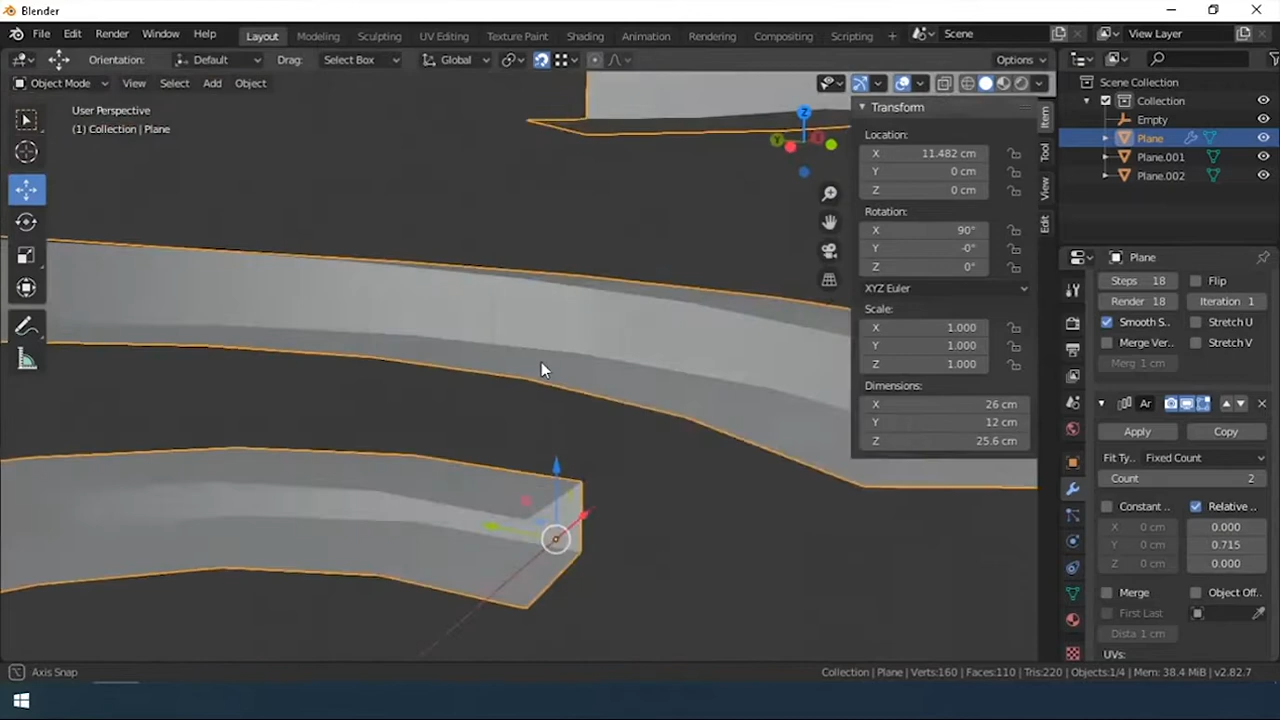 Blender
File Edit Render Window Help Layout Modeling Sculpting UV Editing Texture Paint Shading Animation Rendering Compositing Scripting + Scene View Layer
Orientation: Default Drag: Select Box Global Options
Object Mode View Select Add Object
User Perspective
(1) Collection | Plane
Z
Y
X
Transform
Location:
X 11.482 cm
Y 0 cm
Z 0 cm
Rotation:
X 90°
Y -0°
Z 0°
XYZ Euler
Scale:
X 1.000
Y 1.000
Z 1.000
Dimensions:
X 26 cm
Y 12 cm
Z 25.6 cm
Item
Tool
View
Edit
Scene Collection
Collection
Empty
Plane
Plane.001
Plane.002
Plane
Steps 18 Flip
Render 18 Iteration 1
Smooth S.. Stretch U
Merge Ver.. Stretch V
Merg 1 cm
Ar
Apply Copy
Fit Ty.. Fixed Count
Count 2
Constant .. Relative ..
X 0 cm 0.000
Y 0 cm 0.715
Z 0 cm 0.000
Merge Object Off..
First Last
Dista 1 cm
UVs:
Axis Snap
Collection | Plane | Verts:160 | Faces:110 | Tris:220 | Objects:1/4 | Mem: 38.4 MiB | v2.82.7